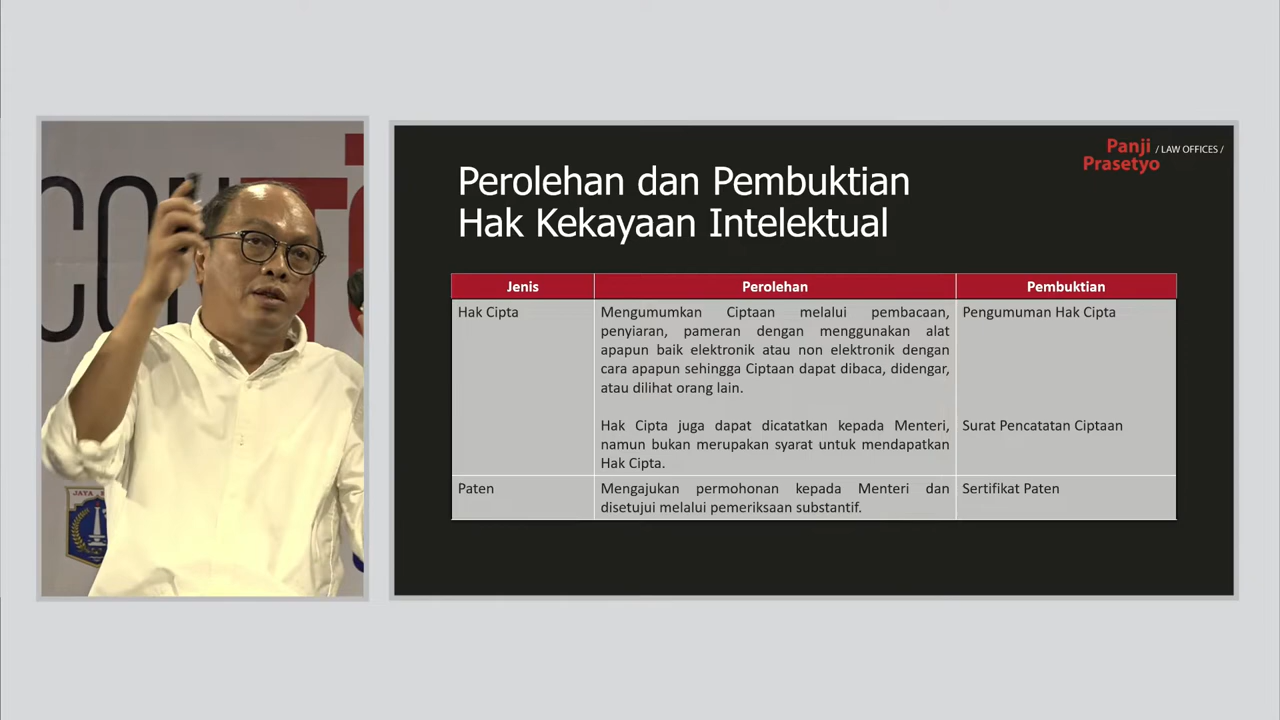 CON
JAYA
Panji
Prasetyo
/ LAW OFFICES /
Perolehan dan Pembuktian
Hak Kekayaan Intelektual
Jenis
Perolehan
Pembuktian
Hak Cipta
Mengumumkan Ciptaan melalui pembacaan,
penyiaran, pameran dengan menggunakan alat
apapun baik elektronik atau non elektronik dengan
cara apapun sehingga Ciptaan dapat dibaca, didengar,
atau dilihat orang lain.
Pengumuman Hak Cipta
Hak Cipta juga dapat dicatatkan kepada Menteri,
namun bukan merupakan syarat untuk mendapatkan
Hak Cipta.
Surat Pencatatan Ciptaan
Paten
Mengajukan permohonan kepada Menteri dan
disetujui melalui pemeriksaan substantif.
Sertifikat Paten